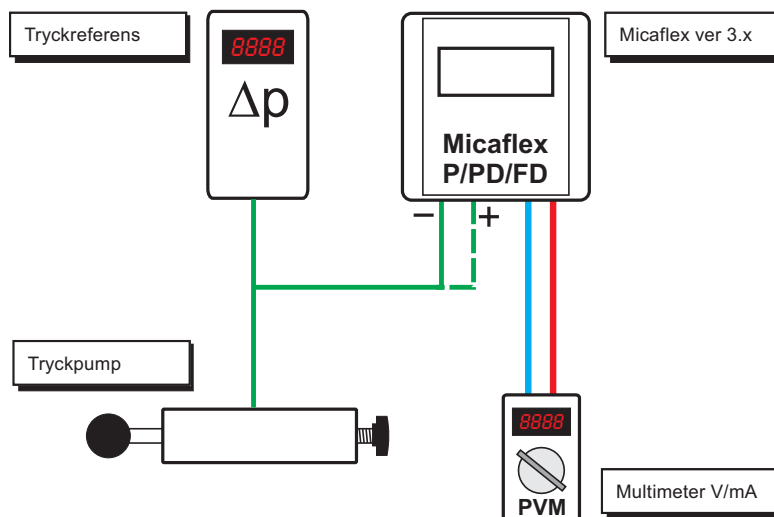 Tryckreferens
8888
Δp
Micaflex ver 3.x
Micaflex
P/PD/FD
− +
Tryckpump
8888
PVM
Multimeter V/mA